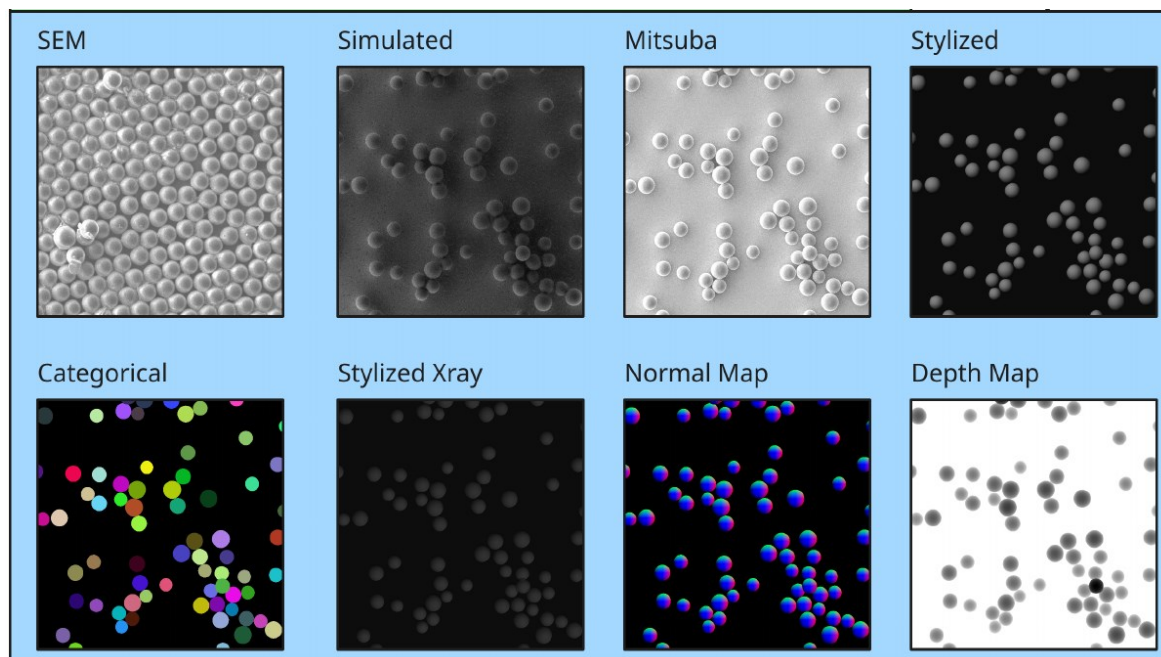 SEM
Simulated
Mitsuba
Stylized
Categorical
Stylized Xray
Normal Map
Depth Map